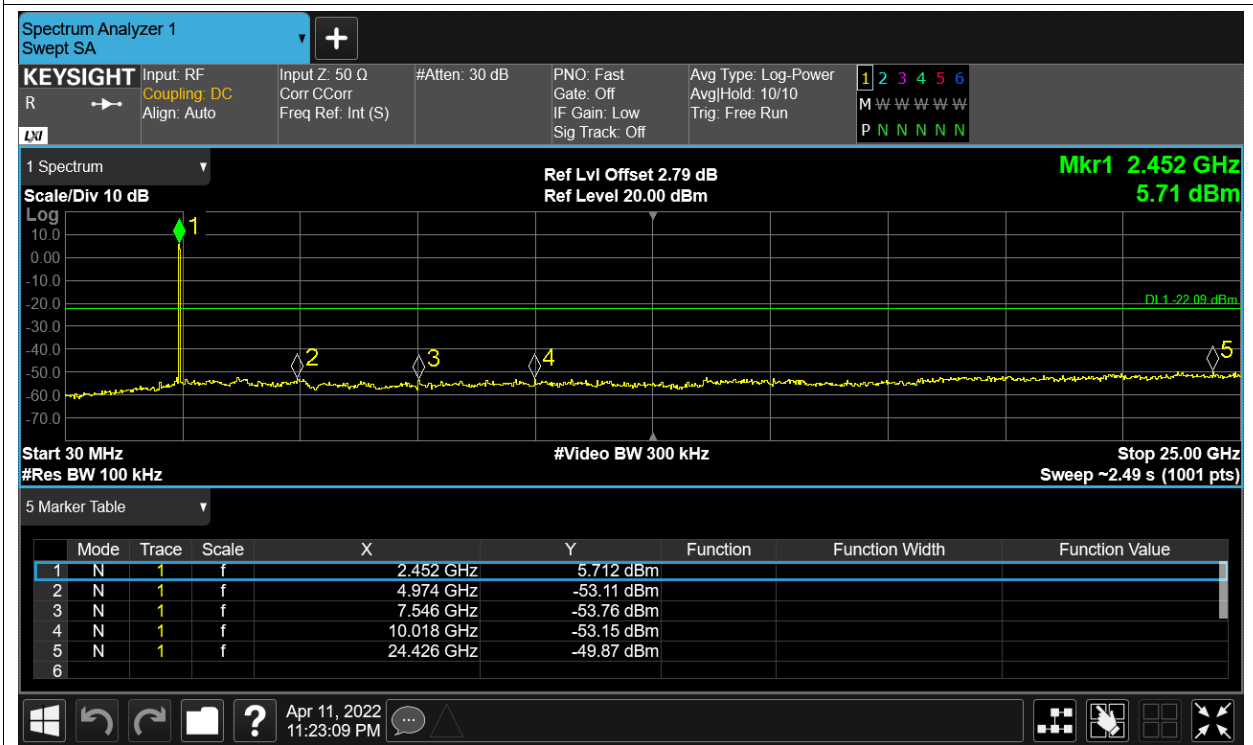 Spectrum Analyzer 1
Swept SA
KEYSIGHT
R
LXI
Input: RF
Coupling: DC
Align: Auto
Input Z: 50 Ω
Corr CCorr
Freq Ref: Int (S)
#Atten: 30 dB
PNO: Fast
Gate: Off
IF Gain: Low
Sig Track: Off
Avg Type: Log-Power
Avg|Hold: 10/10
Trig: Free Run
1 2 3 4 5 6
M W W W W W
P N N N N N
1 Spectrum
Scale/Div 10 dB
Ref Lvl Offset 2.79 dB
Ref Level 20.00 dBm
Mkr1 2.452 GHz
5.71 dBm
Log
10.0
0.00
-10.0
-20.0
-30.0
-40.0
-50.0
-60.0
-70.0
1
2
3
4
5
DL1 -22.09 dBm
Start 30 MHz
#Res BW 100 kHz
#Video BW 300 kHz
Stop 25.00 GHz
Sweep ~2.49 s (1001 pts)
5 Marker Table
Mode Trace Scale X Y Function Function Width Function Value
1 N 1 f 2.452 GHz 5.712 dBm
2 N 1 f 4.974 GHz -53.11 dBm
3 N 1 f 7.546 GHz -53.76 dBm
4 N 1 f 10.018 GHz -53.15 dBm
5 N 1 f 24.426 GHz -49.87 dBm
6
?
Apr 11, 2022
11:23:09 PM